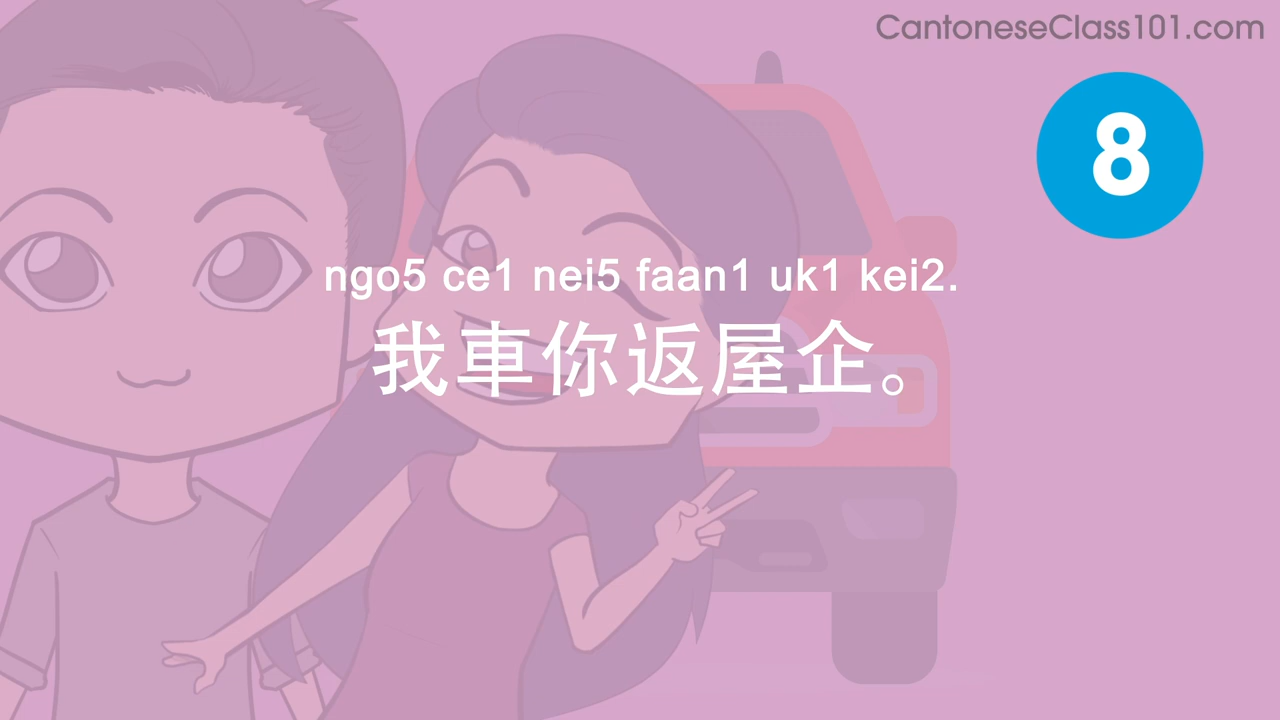 CantoneseClass101.com
8
ngo5 ce1 nei5 faan1 uk1 kei2.
我車你返屋企。